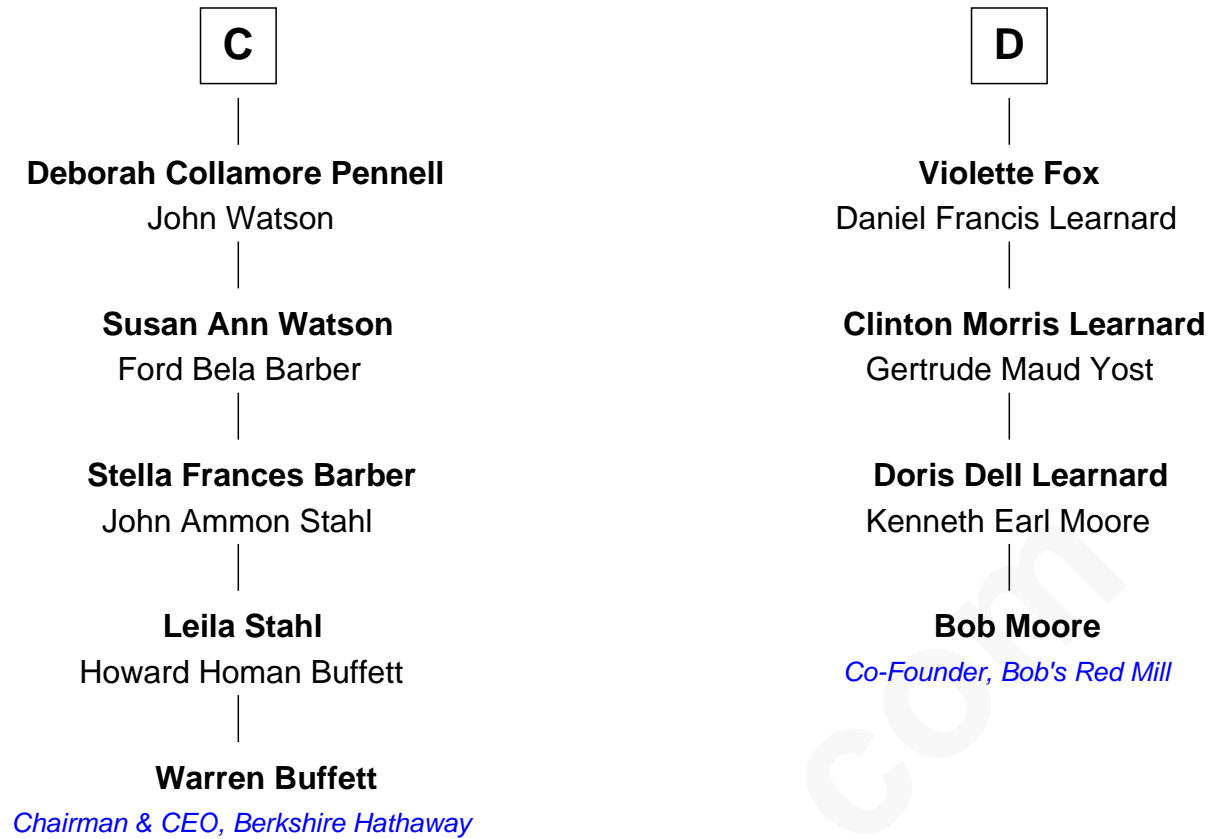 C
Deborah Collamore Pennell
John Watson
Susan Ann Watson
Ford Bela Barber
Stella Frances Barber
John Ammon Stahl
Leila Stahl
Howard Homan Buffett
Warren Buffett
Chairman & CEO, Berkshire Hathaway
D
Violette Fox
Daniel Francis Learnard
Clinton Morris Learnard
Gertrude Maud Yost
Doris Dell Learnard
Kenneth Earl Moore
Bob Moore
Co-Founder, Bob's Red Mill
com